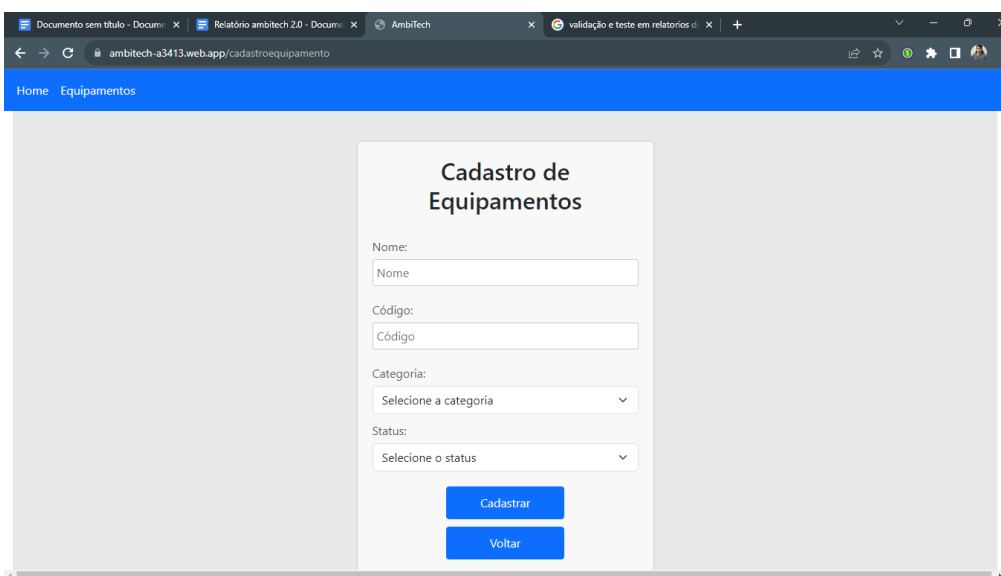 Documento sem título - Docume
Relatório ambitech 2.0 - Docume
AmbiTech
validação e teste em relatorios d
ambitech-a3413.web.app/cadastroequipamento
Home Equipamentos
Cadastro de
Equipamentos
Nome:
Nome
Código:
Código
Categoria:
Selecione a categoria
Status:
Selecione o status
Cadastrar
Voltar